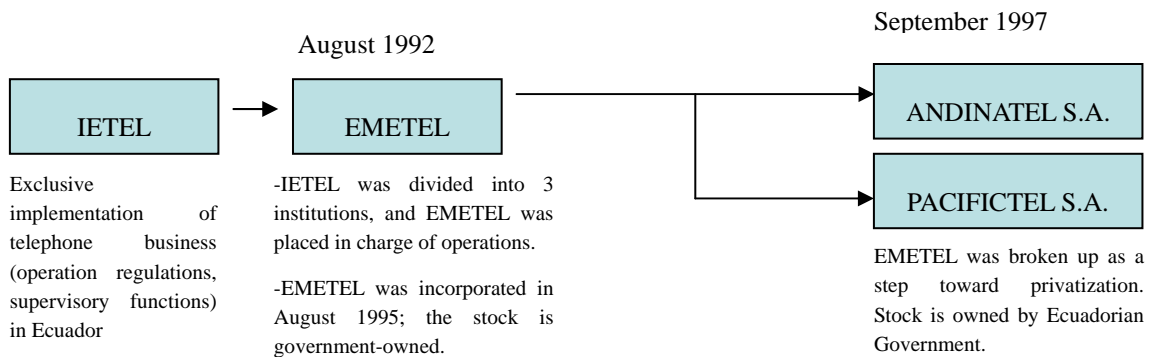 September 1997
August 1992
IETEL
EMETEL
ANDINATEL S.A.
PACIFICTEL S.A.
Exclusive
implementation of
telephone business
(operation regulations,
supervisory functions)
in Ecuador
-IETEL was divided into 3
institutions, and EMETEL was
placed in charge of operations.
-EMETEL was incorporated in
August 1995; the stock is
government-owned.
EMETEL was broken up as a
step toward privatization.
Stock is owned by Ecuadorian
Government.